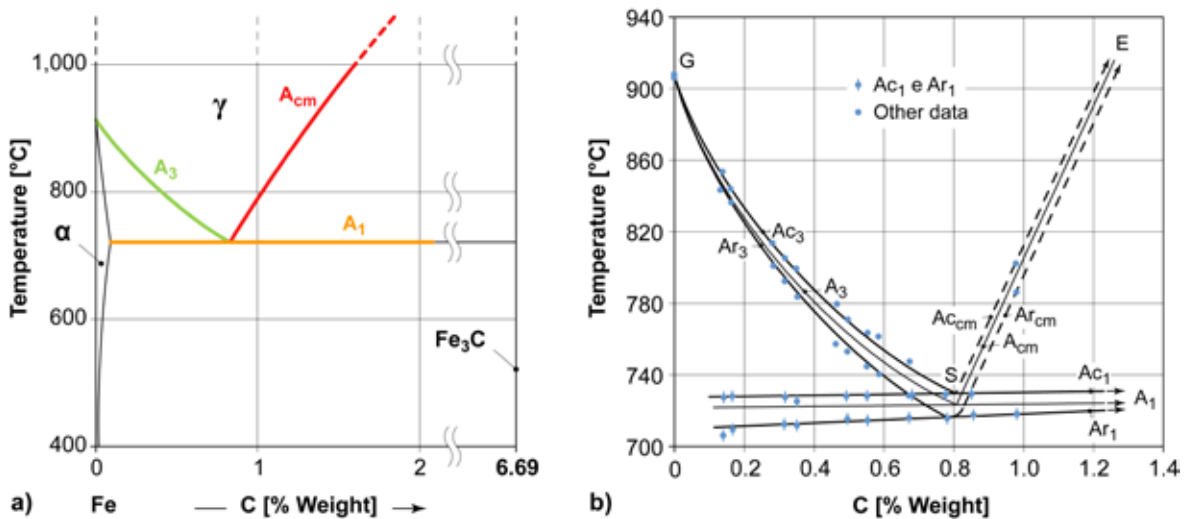 1,000
800
600
400
Temperature [°C]
γ
A₃
Acm
A₁
α
Fe₃C
0
1
2
6.69
a)
Fe
C [% Weight]
940
900
860
820
780
740
700
Temperature [°C]
G
E
Ac₁ e Ar₁
Other data
Ac₃
Ar₃
A₃
Accm
Arcm
Acm
S
Ac₁
A₁
Ar₁
0
0.2
0.4
0.6
0.8
1.0
1.2
1.4
b)
C [% Weight]